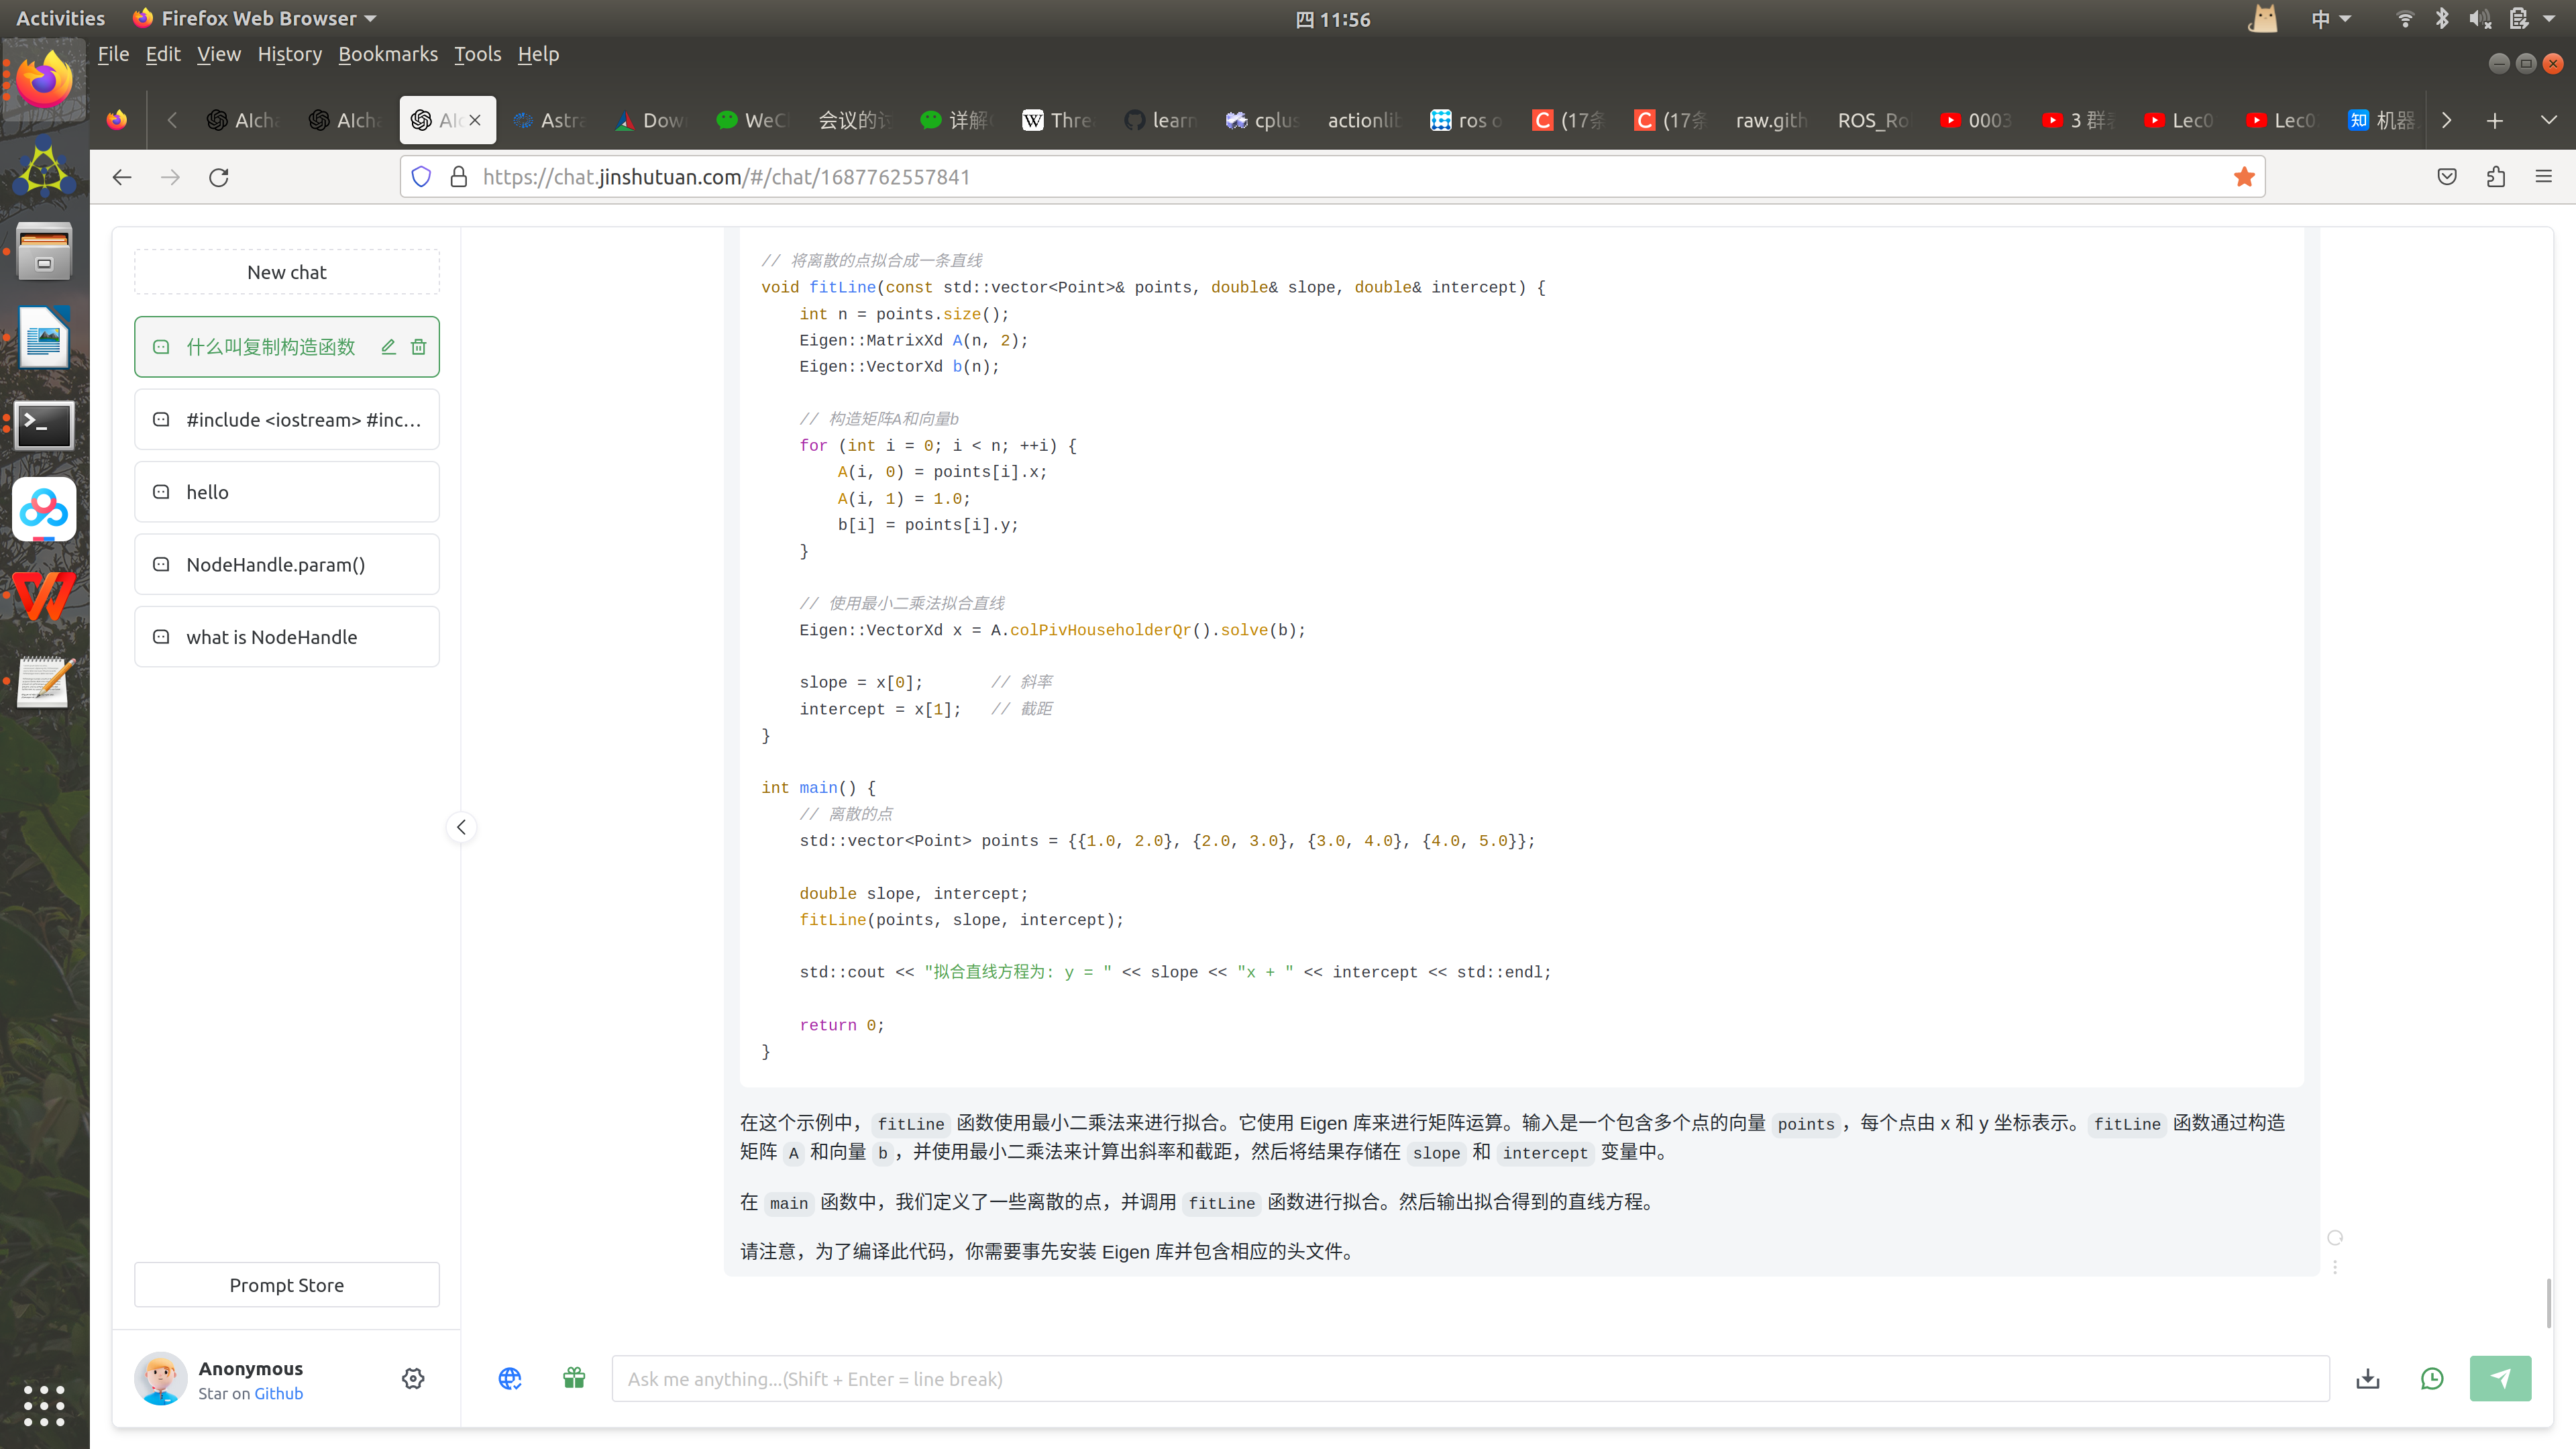 Activities
Firefox Web Browser
四 11:56
中
File Edit View History Bookmarks Tools Help
AIcha
AIcha
AIc
Astra
Down
WeC
会议的讨
详解
Thre
learn
cplus
actionlib
ros o
(17条
(17条
raw.gith
ROS_Ro
0003
3 群
Lec0
Lec0
知 机器
https://chat.jinshutuan.com/#/chat/1687762557841
New chat
什么叫复制构造函数
#include <iostream> #inc...
hello
NodeHandle.param()
what is NodeHandle
Prompt Store
Anonymous
Star on Github
// 将离散的点拟合成一条直线
void fitLine(const std::vector<Point>& points, double& slope, double& intercept) {
int n = points.size();
Eigen::MatrixXd A(n, 2);
Eigen::VectorXd b(n);
// 构造矩阵A和向量b
for (int i = 0; i < n; ++i) {
A(i, 0) = points[i].x;
A(i, 1) = 1.0;
b[i] = points[i].y;
}
// 使用最小二乘法拟合直线
Eigen::VectorXd x = A.colPivHouseholderQr().solve(b);
slope = x[0]; // 斜率
intercept = x[1]; // 截距
}
int main() {
// 离散的点
std::vector<Point> points = {{1.0, 2.0}, {2.0, 3.0}, {3.0, 4.0}, {4.0, 5.0}};
double slope, intercept;
fitLine(points, slope, intercept);
std::cout << "拟合直线方程为: y = " << slope << "x + " << intercept << std::endl;
return 0;
}
在这个示例中，fitLine 函数使用最小二乘法来进行拟合。它使用 Eigen 库来进行矩阵运算。输入是一个包含多个点的向量 points，每个点由 x 和 y 坐标表示。fitLine 函数通过构造
矩阵 A 和向量 b，并使用最小二乘法来计算出斜率和截距，然后将结果存储在 slope 和 intercept 变量中。
在 main 函数中，我们定义了一些离散的点，并调用 fitLine 函数进行拟合。然后输出拟合得到的直线方程。
请注意，为了编译此代码，你需要事先安装 Eigen 库并包含相应的头文件。
Ask me anything...(Shift + Enter = line break)